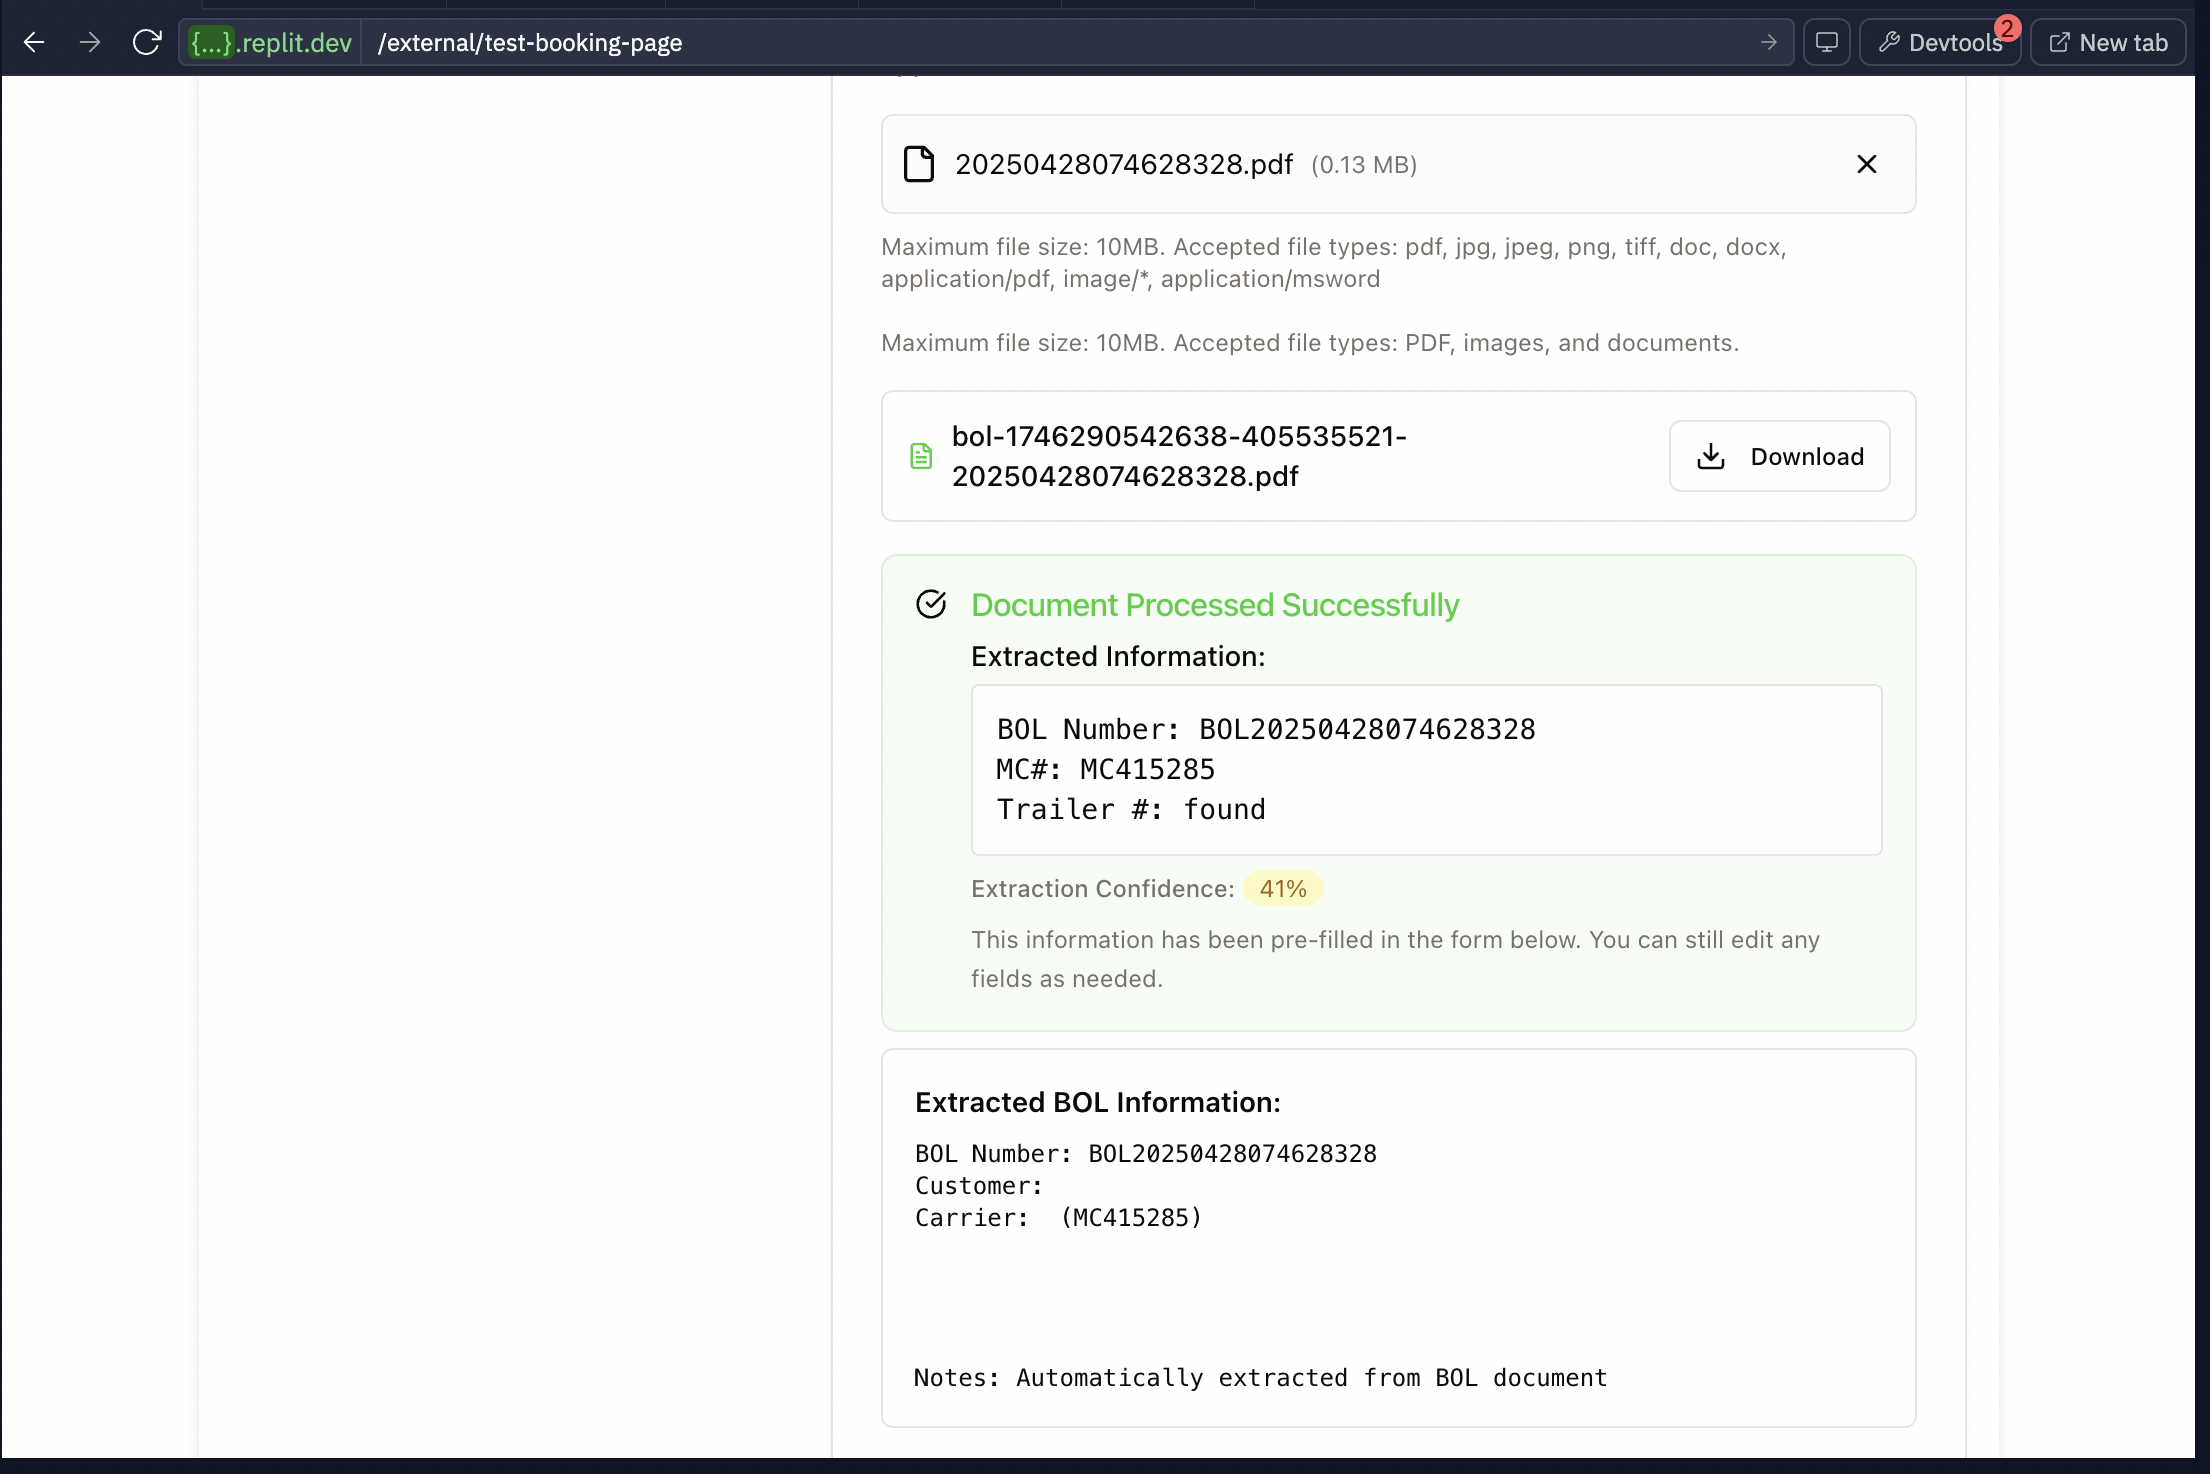 {...}.replit.dev /external/test-booking-page Devtools 2 New tab
20250428074628328.pdf (0.13 MB)
Maximum file size: 10MB. Accepted file types: pdf, jpg, jpeg, png, tiff, doc, docx,
application/pdf, image/*, application/msword
Maximum file size: 10MB. Accepted file types: PDF, images, and documents.
bol-1746290542638-405535521-
20250428074628328.pdf
Download
Document Processed Successfully
Extracted Information:
BOL Number: BOL20250428074628328
MC#: MC415285
Trailer #: found
Extraction Confidence: 41%
This information has been pre-filled in the form below. You can still edit any
fields as needed.
Extracted BOL Information:
BOL Number: BOL20250428074628328
Customer:
Carrier: (MC415285)
Notes: Automatically extracted from BOL document